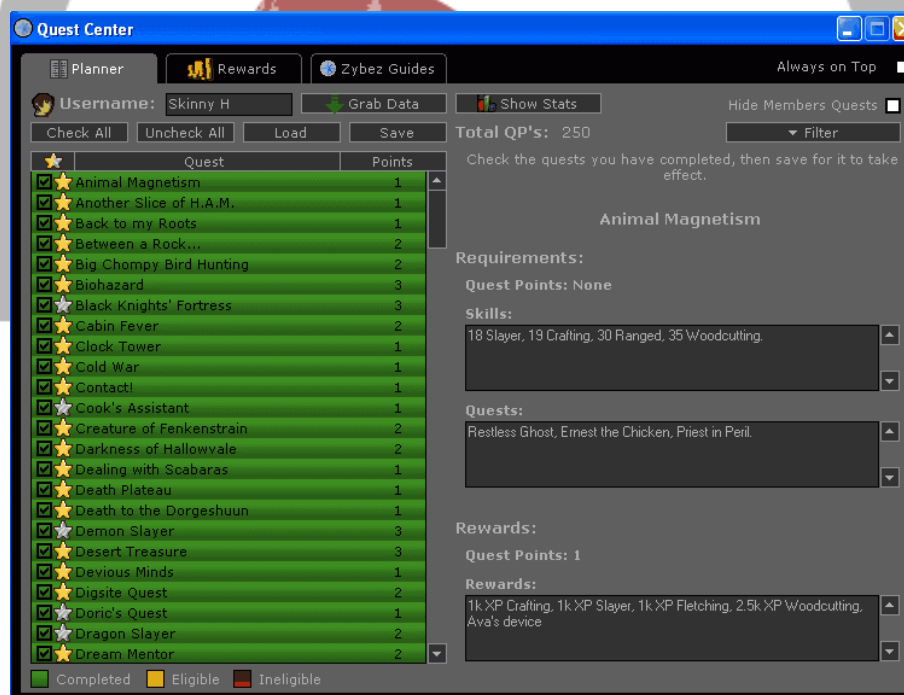 Quest Center
Planner Rewards Zybez Guides Always on Top
Username: Skinny H Grab Data Show Stats Hide Members Quests
Check All Uncheck All Load Save Total QP's: 250 Filter
Quest Points
Check the quests you have completed, then save for it to take
effect.
Animal Magnetism 1
Another Slice of H.A.M. 1
Back to my Roots 1
Between a Rock... 2
Big Chompy Bird Hunting 2
Biohazard 3
Black Knights' Fortress 3
Cabin Fever 2
Clock Tower 1
Cold War 1
Contact! 1
Cook's Assistant 1
Creature of Fenkenstrain 2
Darkness of Hallowvale 2
Dealing with Scabaras 1
Death Plateau 1
Death to the Dorgeshuun 1
Demon Slayer 3
Desert Treasure 3
Devious Minds 1
Digsite Quest 2
Doric's Quest 1
Dragon Slayer 2
Dream Mentor 2
Completed Eligible Ineligible
Animal Magnetism
Requirements:
Quest Points: None
Skills:
18 Slayer, 19 Crafting, 30 Ranged, 35 Woodcutting.
Quests:
Restless Ghost, Ernest the Chicken, Priest in Peril.
Rewards:
Quest Points: 1
Rewards:
1k XP Crafting, 1k XP Slayer, 1k XP Fletching, 2.5k XP Woodcutting,
Ava's device